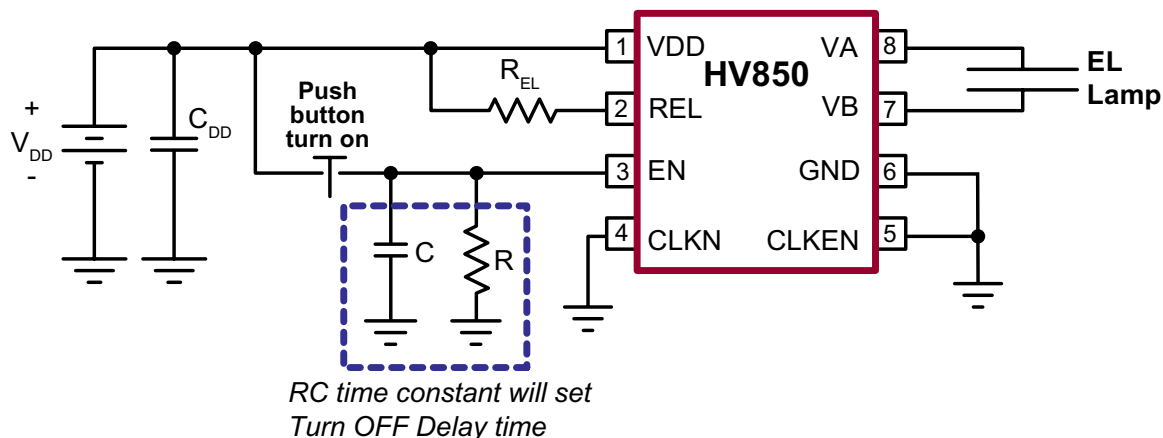 +
V_DD
-
C_DD
Push
button
turn on
R_EL
C
R
RC time constant will set
Turn OFF Delay time
HV850
1 VDD
2 REL
3 EN
4 CLKN
VA 8
VB 7
GND 6
CLKEN 5
EL
Lamp